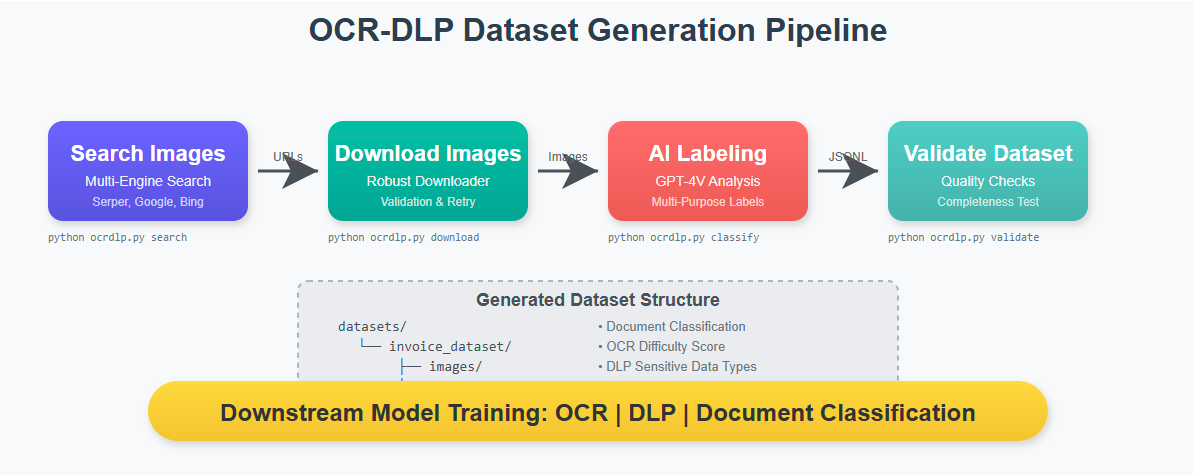 OCR-DLP Dataset Generation Pipeline
Search Images
Multi-Engine Search
Serper, Google, Bing
python ocrdlp.py search
URLs
Download Images
Robust Downloader
Validation & Retry
python ocrdlp.py download
Images
AI Labeling
GPT-4V Analysis
Multi-Purpose Labels
python ocrdlp.py classify
JSONL
Validate Dataset
Quality Checks
Completeness Test
python ocrdlp.py validate
Generated Dataset Structure
datasets/
└── invoice_dataset/
├── images/
• Document Classification
• OCR Difficulty Score
• DLP Sensitive Data Types
Downstream Model Training: OCR | DLP | Document Classification